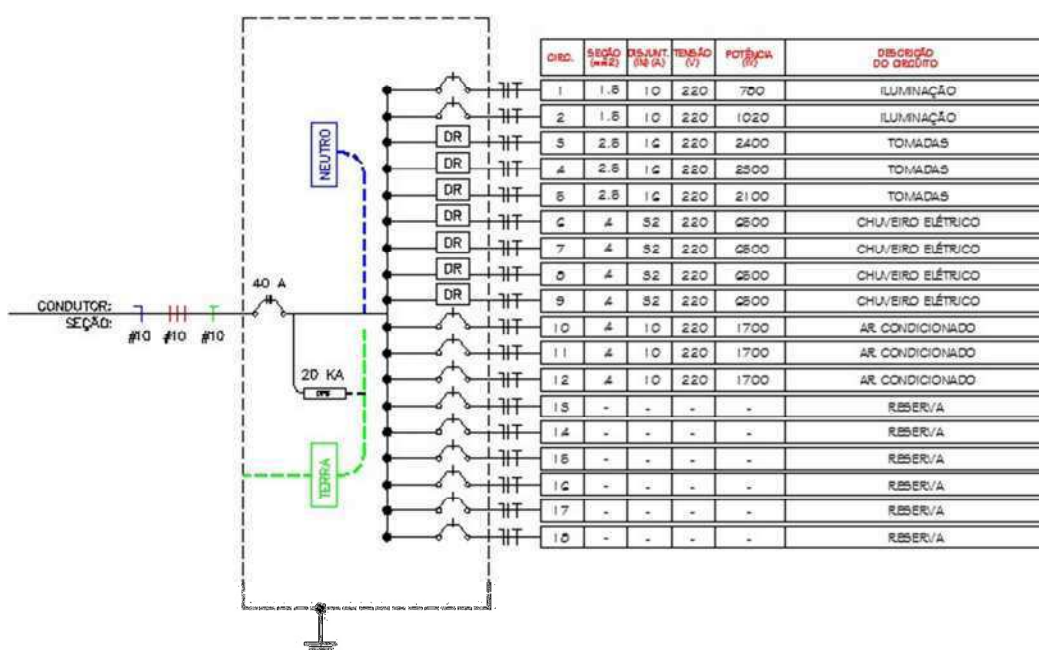 CIRC. SEÇÃO (mm2) DISJUNT. (IN) (A) TENSÃO (V) POTÊNCIA (W) DESCRIÇÃO DO CIRCUITO
1 1.5 10 220 ILUMINAÇÃO
2 1.5 10 220 1020 ILUMINAÇÃO
DR 3 2.5 16 220 2400 TOMADAS
DR 4 2.5 16 220 2300 TOMADAS
DR 5 2.5 16 220 2100 TOMADAS
DR 6 4 32 220 6500 CHUVEIRO ELÉTRICO
DR 7 4 32 220 6500 CHUVEIRO ELÉTRICO
DR 8 4 32 220 6500 CHUVEIRO ELÉTRICO
DR 9 4 32 220 6500 CHUVEIRO ELÉTRICO
10 4 10 220 1700 AR CONDICIONADO
11 4 10 220 1700 AR CONDICIONADO
12 4 10 220 1700 AR CONDICIONADO
13 - - - - RESERVA
14 - - - - RESERVA
15 - - - - RESERVA
16 - - - - RESERVA
17 - - - - RESERVA
18 - - - - RESERVA
NEUTRO
40 A
CONDUTOR:
SEÇÃO:
#10 #10 #10
20 KA
DPS
TERRA